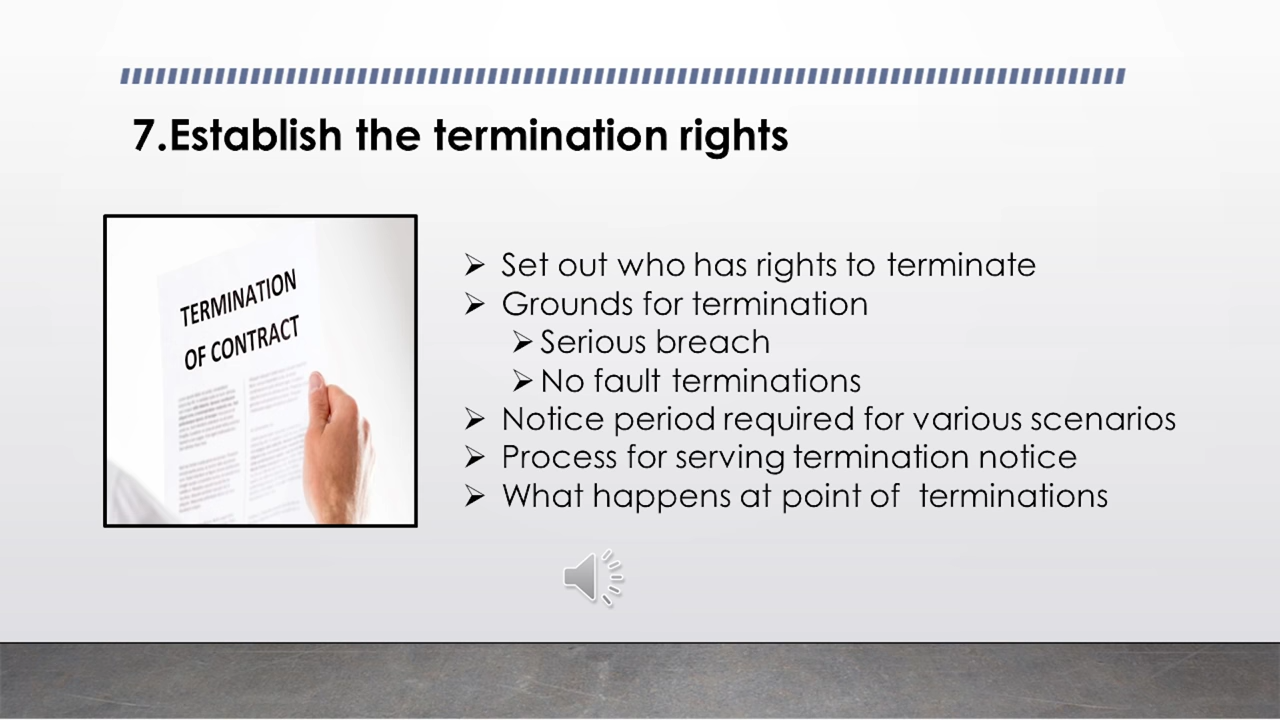 7.Establish the termination rights
TERMINATION
OF CONTRACT
➢ Set out who has rights to terminate
➢ Grounds for termination
➢ Serious breach
➢ No fault terminations
➢ Notice period required for various scenarios
➢ Process for serving termination notice
➢ What happens at point of  terminations